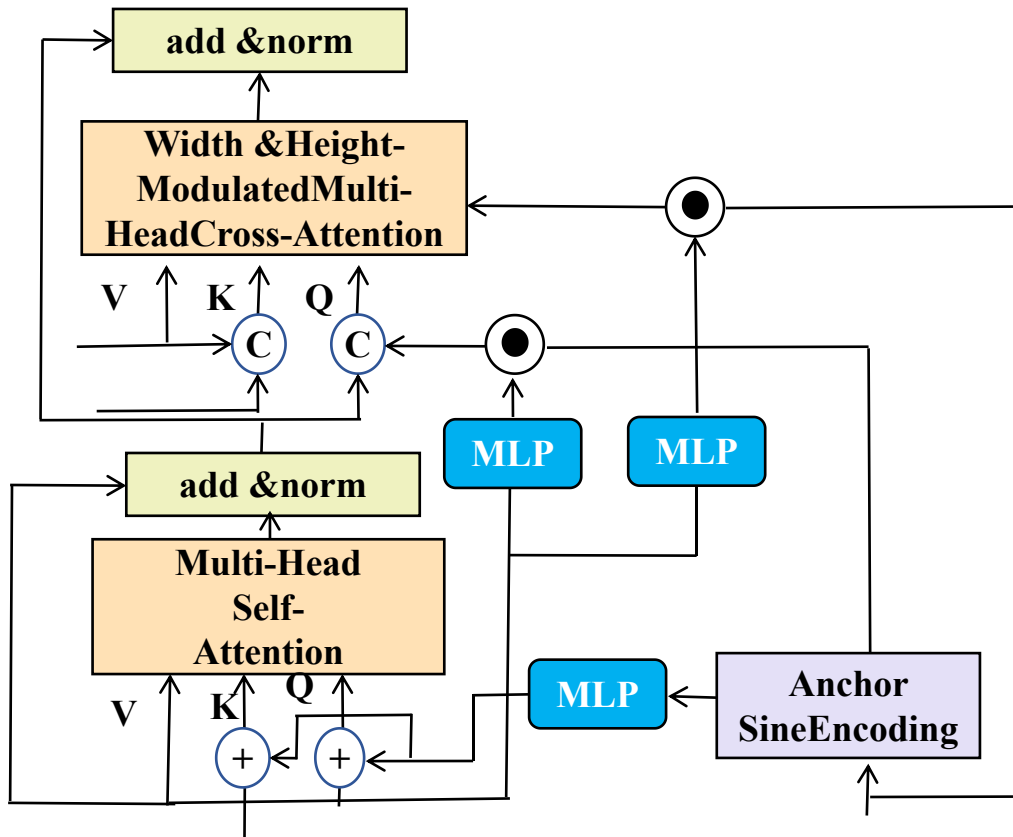 add &norm
Width &Height-
ModulatedMulti-
HeadCross-Attention
V
K
Q
C
C
MLP
MLP
add &norm
Multi-Head
Self-
Attention
V
K
Q
+
+
MLP
Anchor
SineEncoding